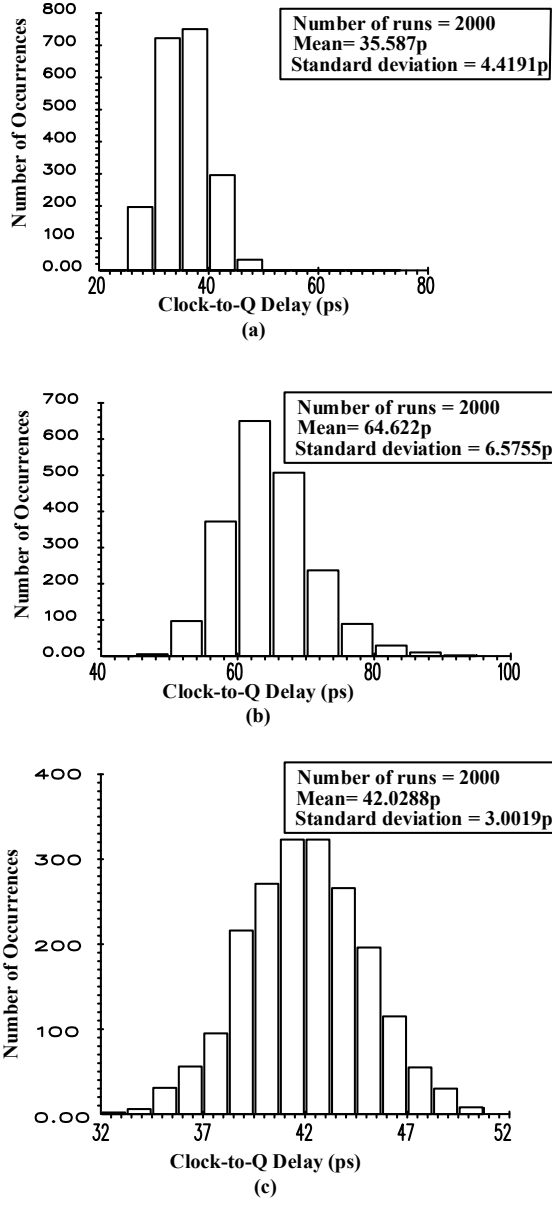 800
700
600
500
400
300
200
100
0.00
Number of Occurrences
Number of runs = 2000
Mean= 35.587p
Standard deviation = 4.4191p
20 40 60 80
Clock-to-Q Delay (ps)
(a)
700
600
500
400
300
200
100
0.00
Number of Occurrences
Number of runs = 2000
Mean= 64.622p
Standard deviation = 6.5755p
40 60 80 100
Clock-to-Q Delay (ps)
(b)
400
300
200
100
0.00
Number of Occurrences
Number of runs = 2000
Mean= 42.0288p
Standard deviation = 3.0019p
32 37 42 47 52
Clock-to-Q Delay (ps)
(c)